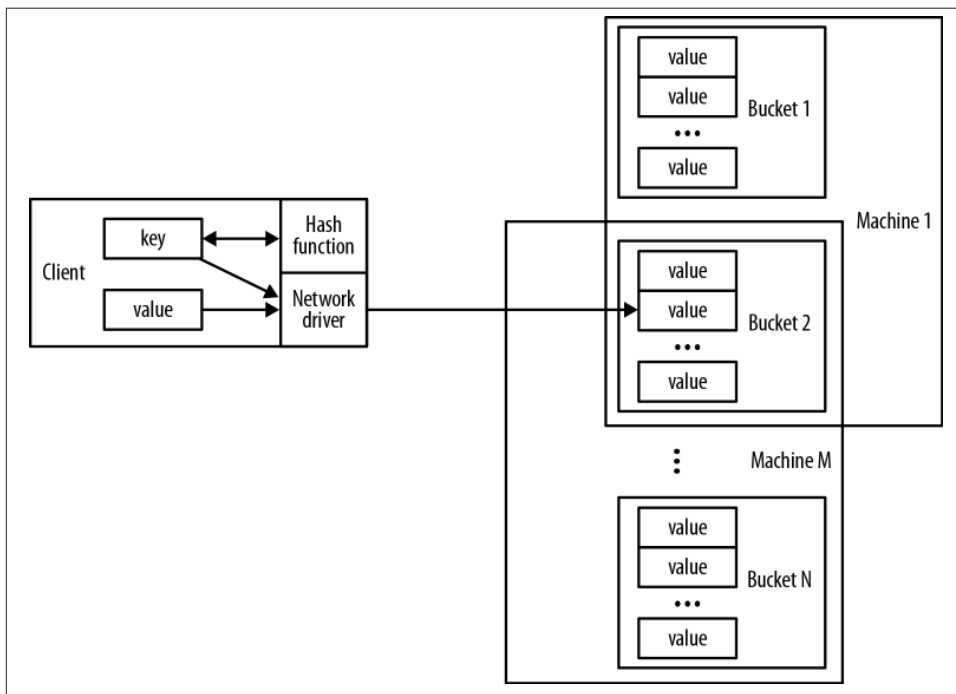 Client
key
value
Hash
function
Network
driver
value
value
...
value
Bucket 1
Machine 1
value
value
...
value
Bucket 2
Machine M
value
value
...
value
Bucket N